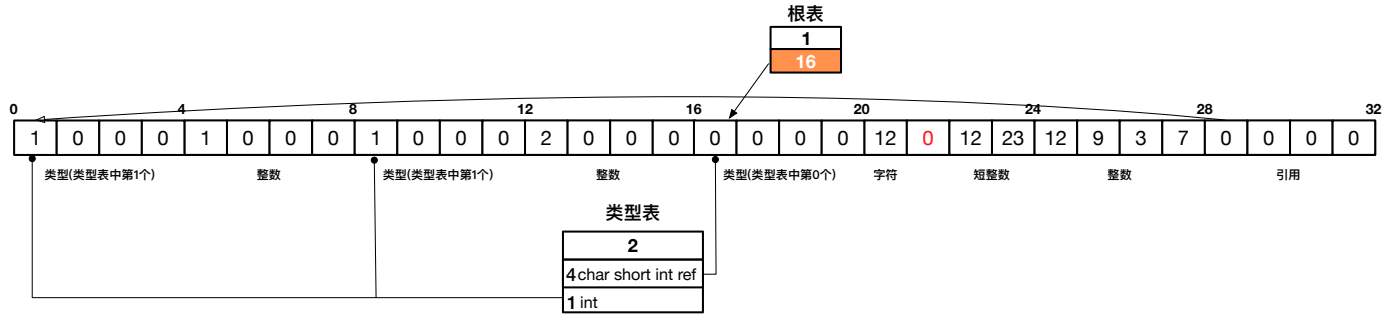 根表
1
16
0 4 8 12 16 20 24 28 32
1 0 0 0 1 0 0 0 1 0 0 0 2 0 0 0 0 0 0 0 12 0 12 23 12 9 3 7 0 0 0 0
类型(类型表中第1个) 整数 类型(类型表中第1个) 整数 类型(类型表中第0个) 字符 短整数 整数 引用
类型表
2
4 char short int ref
1 int